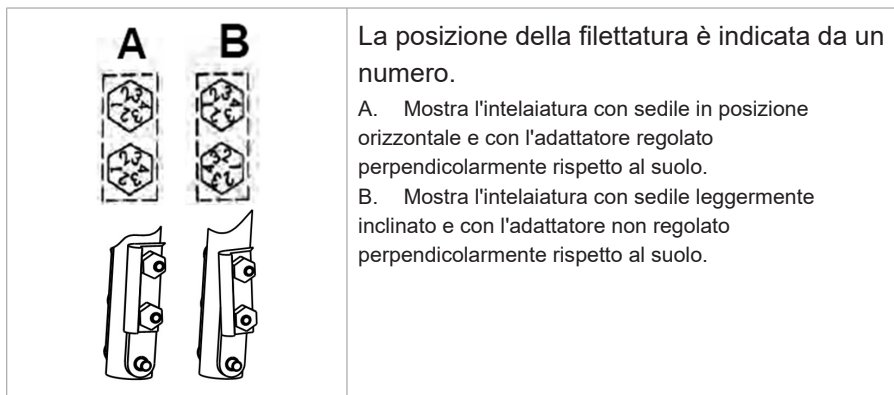 A B
La posizione della filettatura è indicata da un
numero.
A. Mostra l'intelaiatura con sedile in posizione
orizzontale e con l'adattatore regolato
perpendicolarmente rispetto al suolo.
B. Mostra l'intelaiatura con sedile leggermente
inclinato e con l'adattatore non regolato
perpendicolarmente rispetto al suolo.